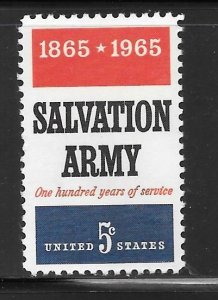 1865 ★ 1965
SALVATION
ARMY
One hundred years of service
UNITED 5c STATES